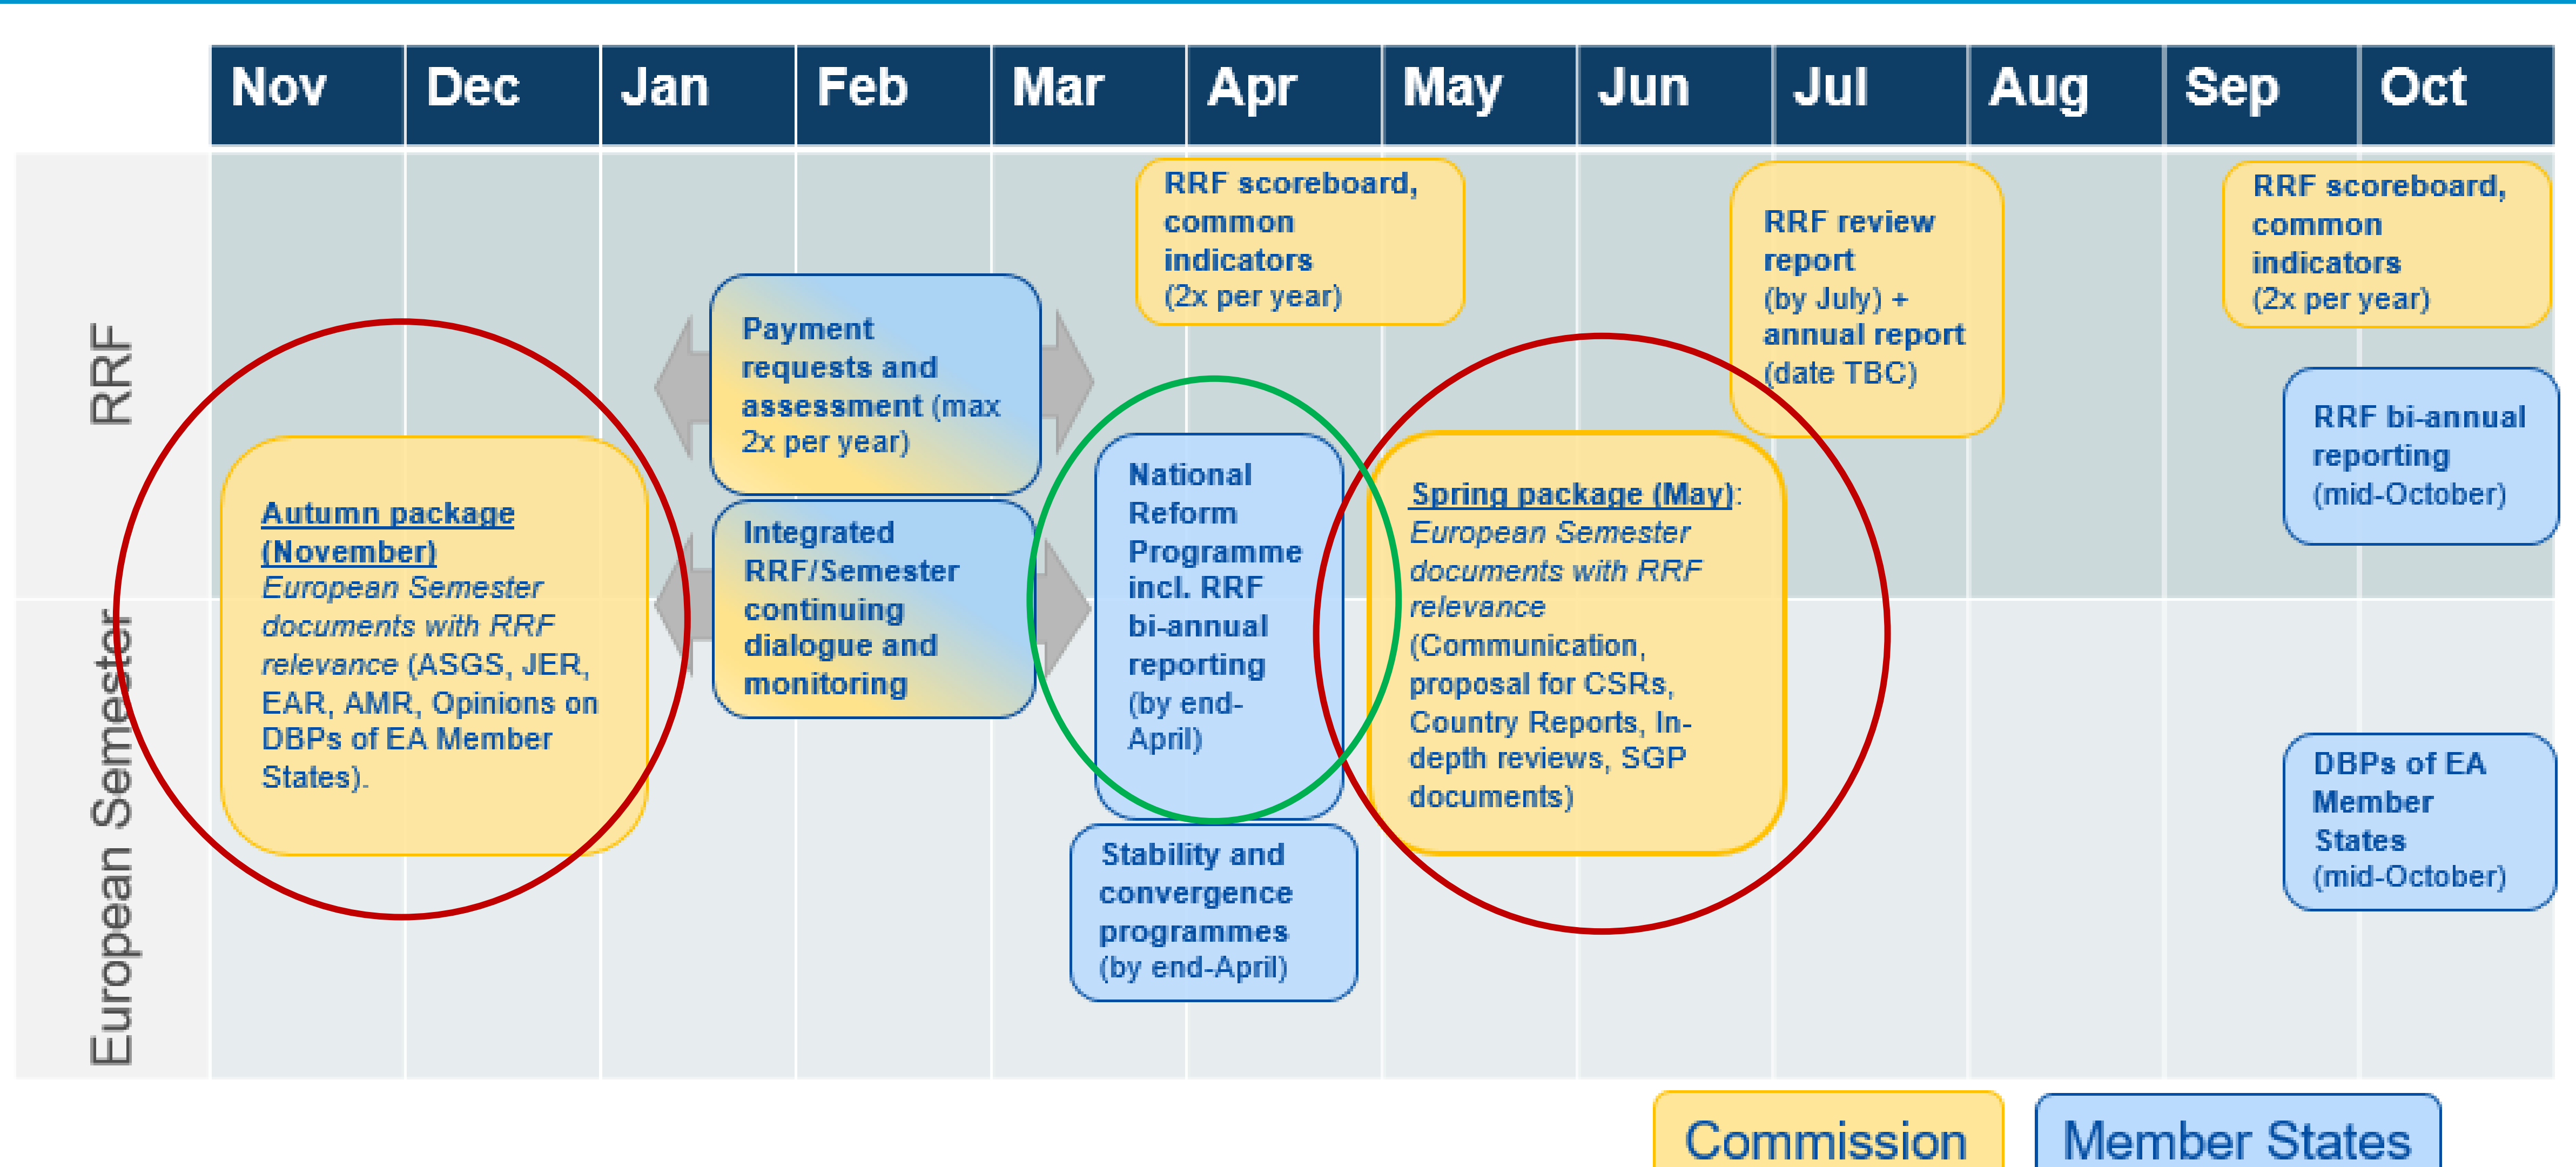 Nov Dec Jan Feb Mar Apr May Jun Jul Aug Sep Oct
RRF
European Semester
Autumn package
(November)
European Semester
documents with RRF
relevance (ASGS, JER,
EAR, AMR, Opinions on
DBPs of EA Member
States).
Payment
requests and
assessment (max
2x per year)
Integrated
RRF/Semester
continuing
dialogue and
monitoring
RRF scoreboard,
common
indicators
(2x per year)
National
Reform
Programme
incl. RRF
bi-annual
reporting
(by end-
April)
Stability and
convergence
programmes
(by end-April)
Spring package (May):
European Semester
documents with RRF
relevance
(Communication,
proposal for CSRs,
Country Reports, In-
depth reviews, SGP
documents)
RRF review
report
(by July) +
annual report
(date TBC)
RRF scoreboard,
common
indicators
(2x per year)
RRF bi-annual
reporting
(mid-October)
DBPs of EA
Member
States
(mid-October)
Commission
Member States